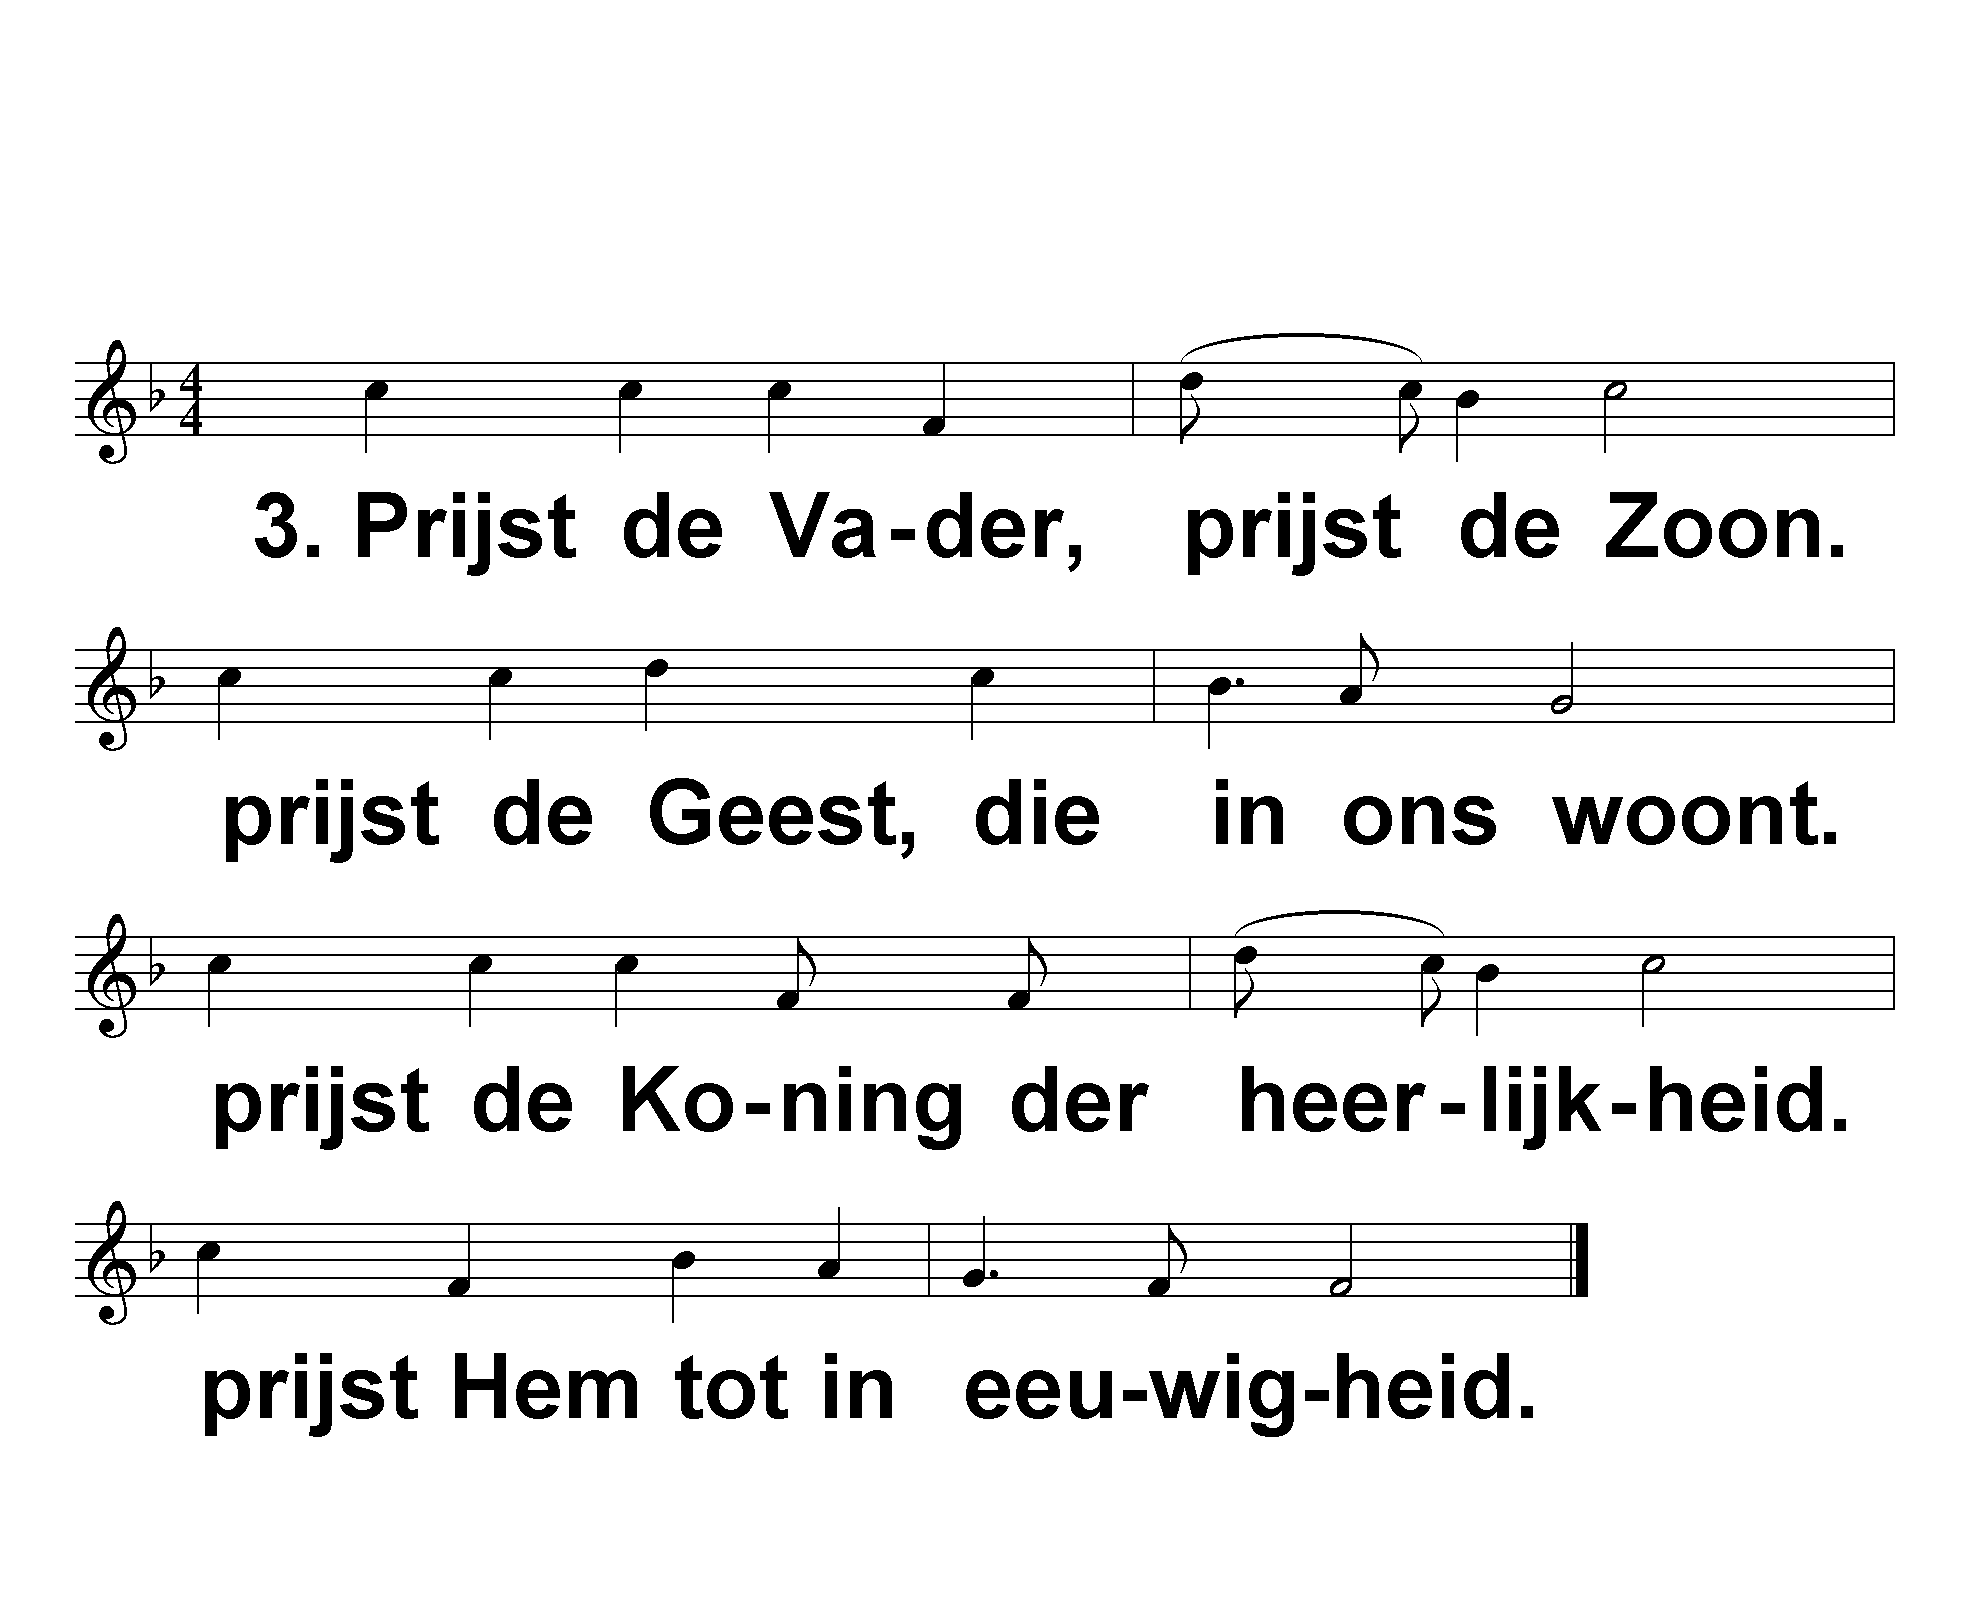 3. Prijst de Va-der, prijst de Zoon.
prijst de Geest, die in ons woont.
prijst de Ko-ning der heer-lijk-heid.
prijst Hem tot in eeu-wig-heid.